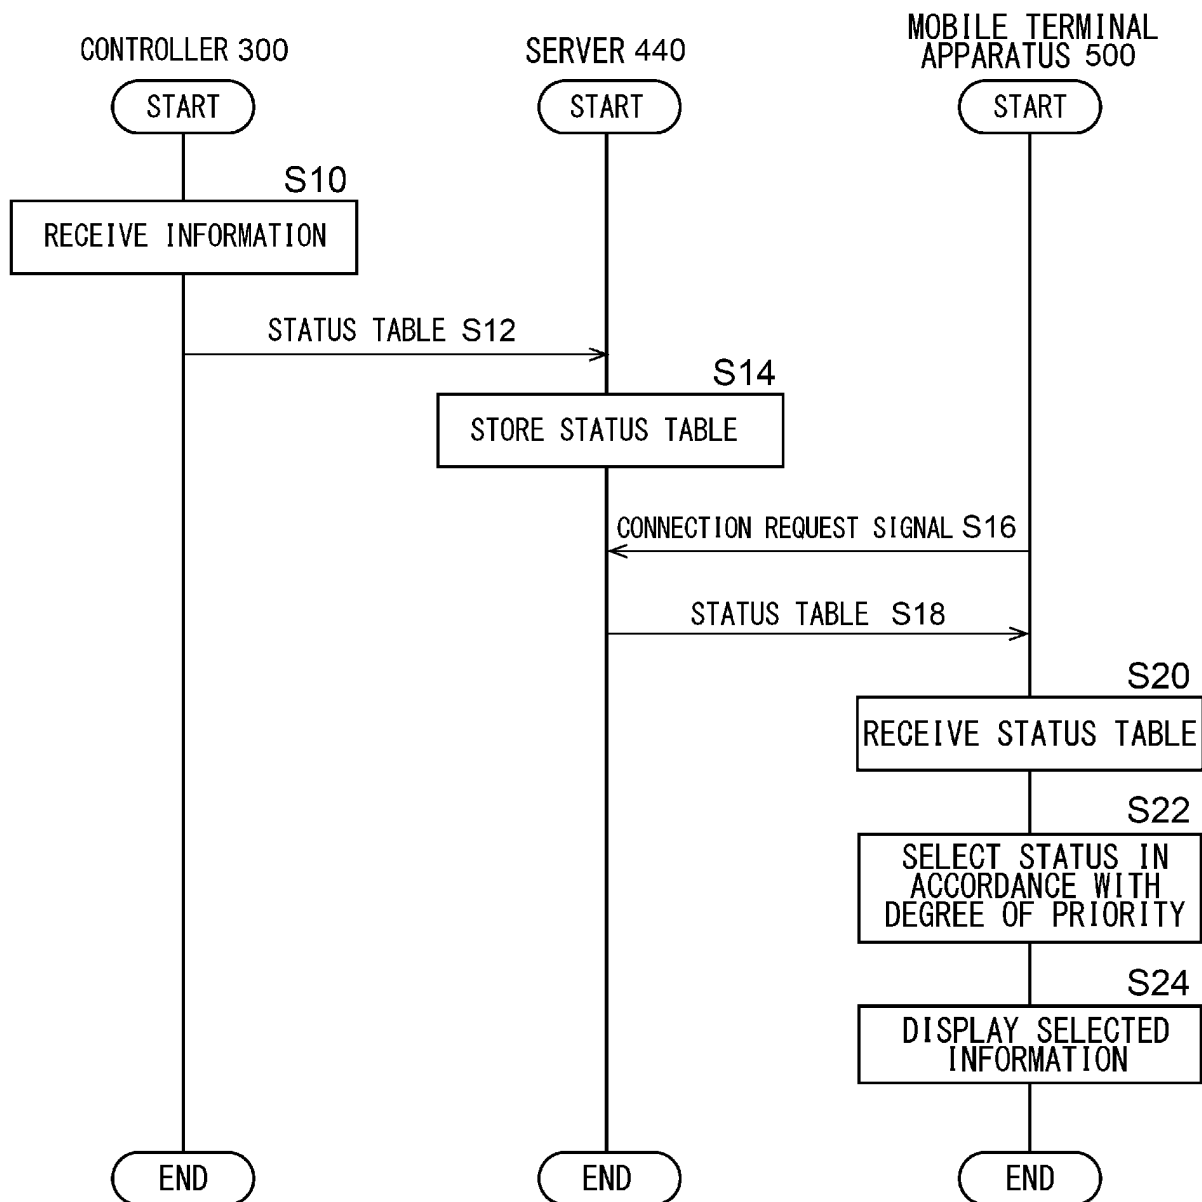 CONTROLLER 300
SERVER 440
MOBILE TERMINAL
APPARATUS 500
START
START
START
S10
RECEIVE INFORMATION
STATUS TABLE S12
S14
STORE STATUS TABLE
CONNECTION REQUEST SIGNAL S16
STATUS TABLE S18
S20
RECEIVE STATUS TABLE
S22
SELECT STATUS IN
ACCORDANCE WITH
DEGREE OF PRIORITY
S24
DISPLAY SELECTED
INFORMATION
END
END
END